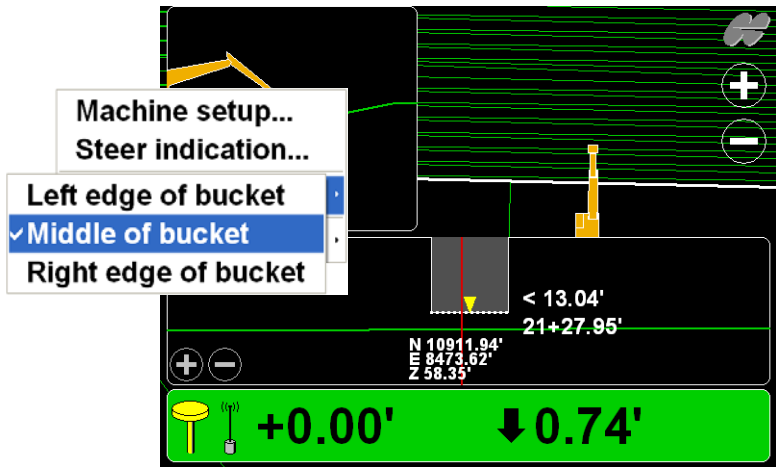 Machine setup...
Steer indication...
Left edge of bucket
Middle of bucket
Right edge of bucket
< 13.04'
21+27.95'
N 10911.94'
E 8473.62'
Z 58.35'
+0.00'
0.74'